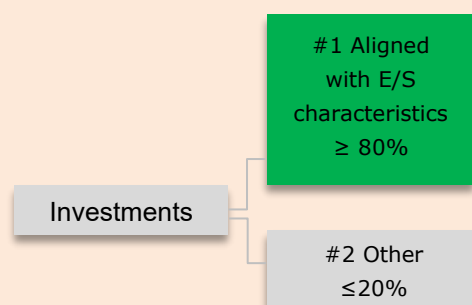 #1 Aligned
with E/S
characteristics
≥ 80%
Investments
#2 Other
≤20%